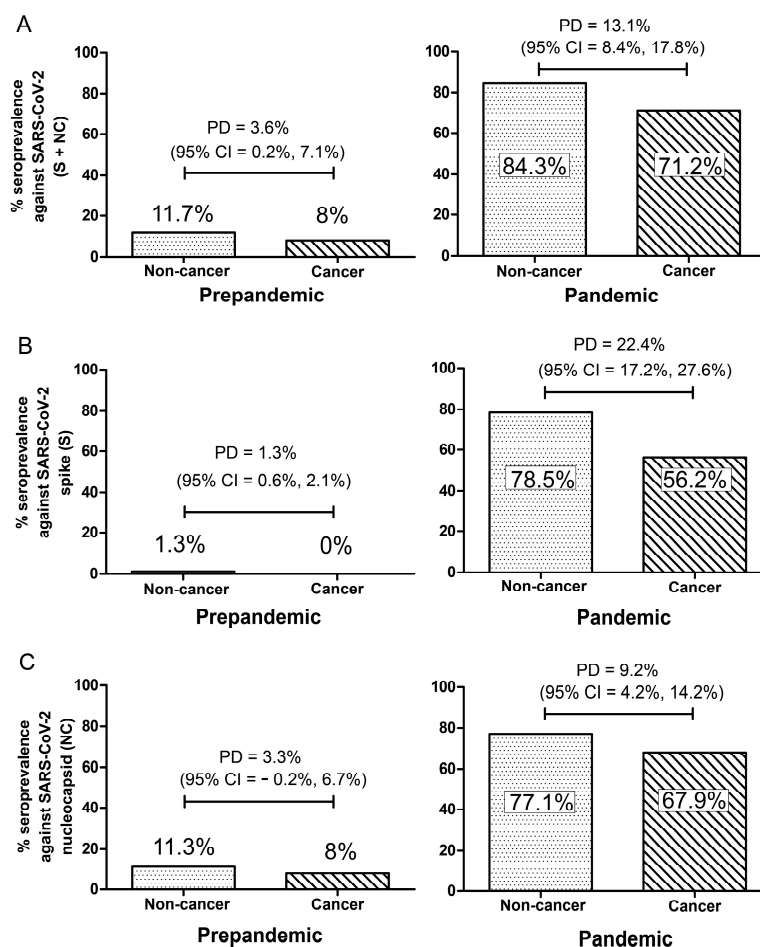 A
% seroprevalence
against SARS-CoV-2
(S + NC)
100
80
60
40
20
0
PD = 3.6%
(95% CI = 0.2%, 7.1%)
11.7%
8%
Non-cancer
Cancer
Prepandemic
PD = 13.1%
(95% CI = 8.4%, 17.8%)
100
80
60
40
20
0
84.3%
71.2%
Non-cancer
Cancer
Pandemic
B
% seroprevalence
against SARS-CoV-2
spike (S)
100
80
60
40
20
0
PD = 1.3%
(95% CI = 0.6%, 2.1%)
1.3%
0%
Non-cancer
Cancer
Prepandemic
PD = 22.4%
(95% CI = 17.2%, 27.6%)
100
80
60
40
20
0
78.5%
56.2%
Non-cancer
Cancer
Pandemic
C
% seroprevalence
against SARS-CoV-2
nucleocapsid (NC)
100
80
60
40
20
0
PD = 3.3%
(95% CI = - 0.2%, 6.7%)
11.3%
8%
Non-cancer
Cancer
Prepandemic
PD = 9.2%
(95% CI = 4.2%, 14.2%)
100
80
60
40
20
0
77.1%
67.9%
Non-cancer
Cancer
Pandemic